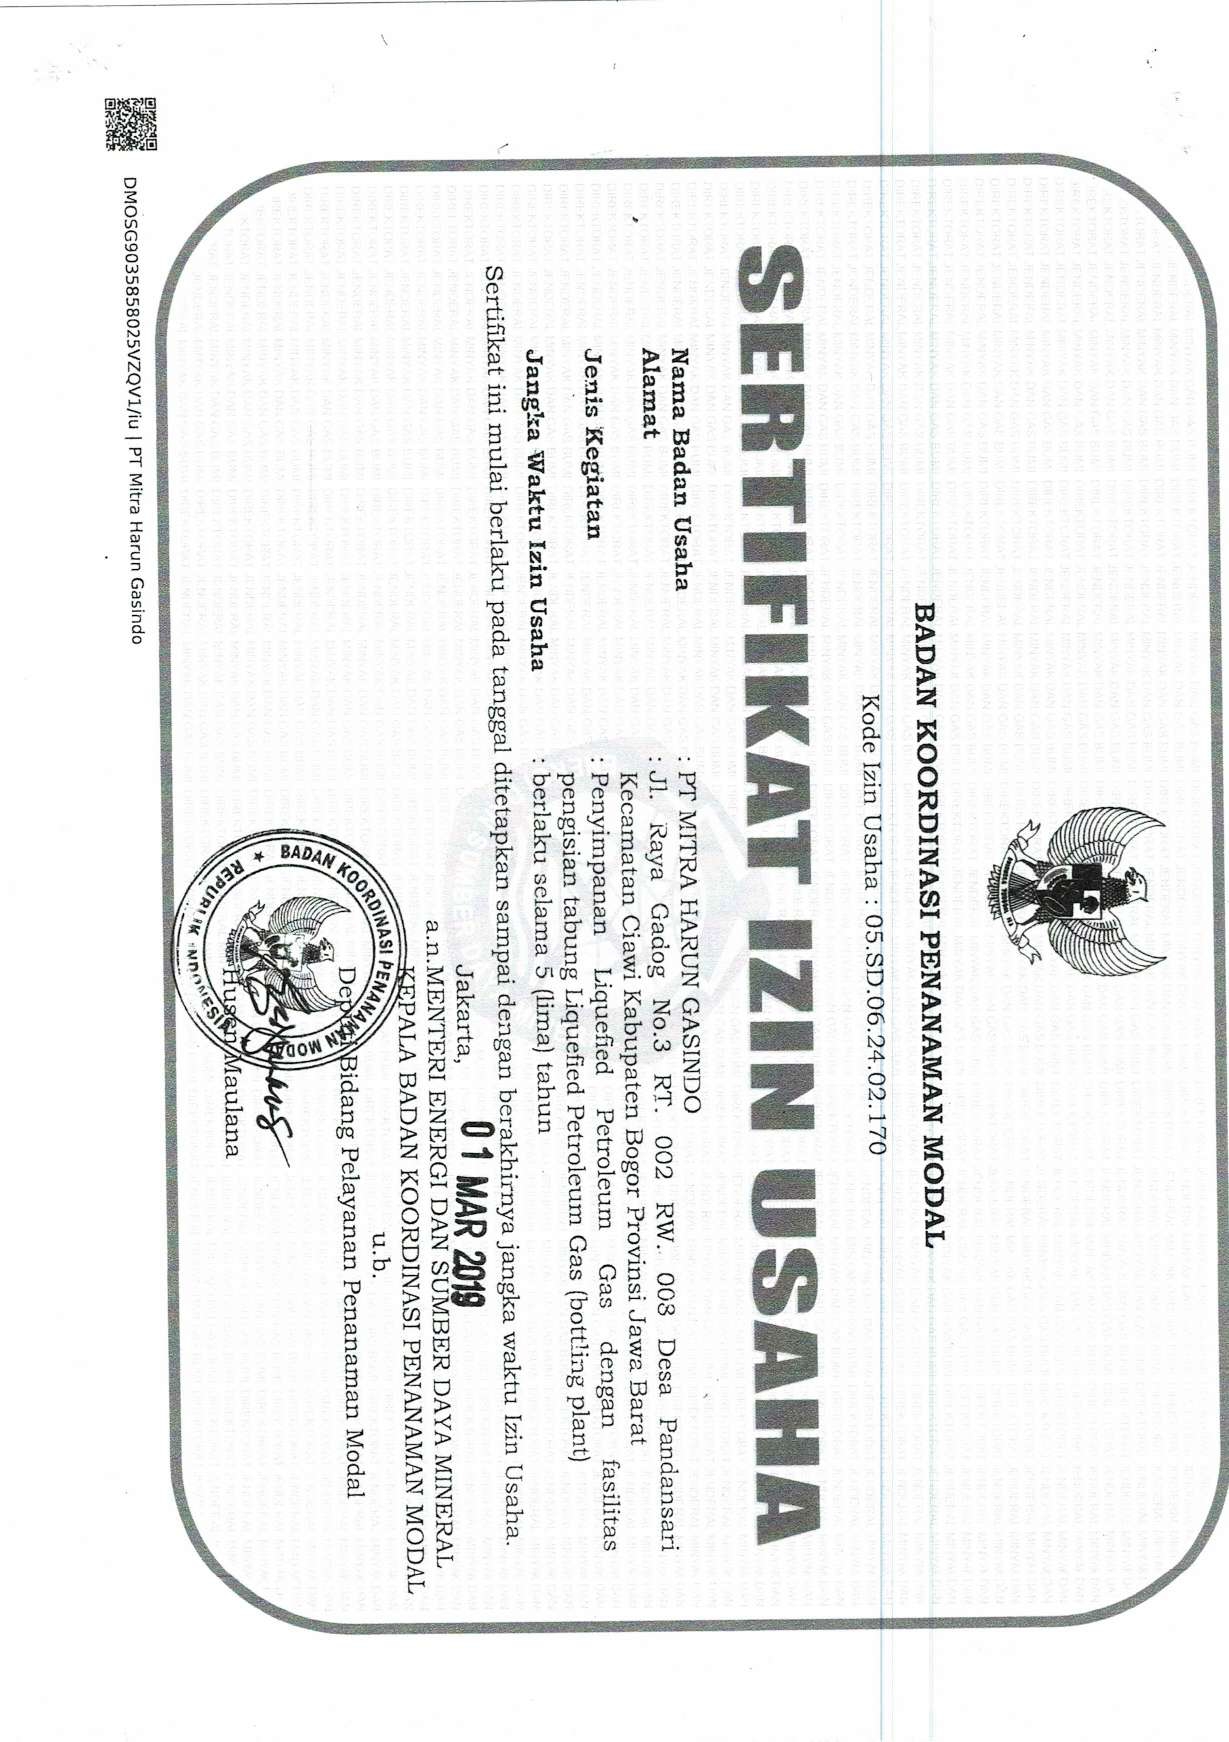 BADAN KOORDINASI PENANAMAN MODAL
Kode Izin Usaha : 05.SD.06.24.02.170
SERTIFIKAT IZIN USAHA
Nama Badan Usaha : PT MITRA HARUN GASINDO
Alamat : Jl. Raya Gadog No.3 RT. 002 RW. 003 Desa Pandansari
Kecamatan Ciawi Kabupaten Bogor Provinsi Jawa Barat
Jenis Kegiatan : Penyimpanan Liquefied Petroleum Gas dengan fasilitas
pengisian tabung Liquefied Petroleum Gas (bottling plant)
Jangka Waktu Izin Usaha : berlaku selama 5 (lima) tahun
Sertifikat ini mulai berlaku pada tanggal ditetapkan sampai dengan berakhirnya jangka waktu Izin Usaha.
Jakarta, 01 MAR 2019
a.n.MENTERI ENERGI DAN SUMBER DAYA MINERAL
KEPALA BADAN KOORDINASI PENANAMAN MODAL
u.b.
Deputi Bidang Pelayanan Penanaman Modal
BADAN KOORDINASI PENANAMAN MODAL
REPUBLIK INDONESIA
Husen Maulana
DMOSG9035858025VZQV1/iu | PT Mitra Harun Gasindo